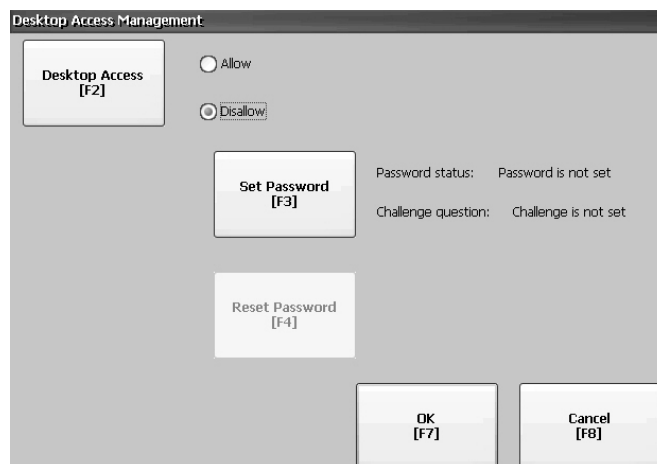 Desktop Access Management
Desktop Access
[F2]
Allow
Disallow
Set Password
[F3]
Password status: Password is not set
Challenge question: Challenge is not set
Reset Password
[F4]
OK
[F7]
Cancel
[F8]